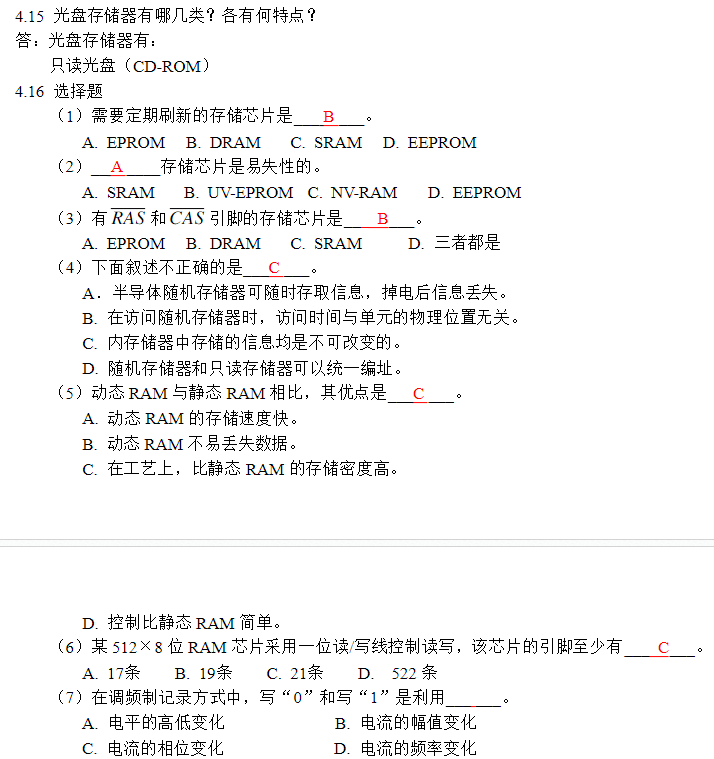 4.15 光盘存储器有哪几类？各有何特点？
答：光盘存储器有：
只读光盘（CD-ROM）
4.16 选择题
（1）需要定期刷新的存储芯片是____B____。
A. EPROM B. DRAM C. SRAM D. EEPROM
（2）__A____存储芯片是易失性的。
A. SRAM B. UV-EPROM C. NV-RAM D. EEPROM
（3）有 RAS 和 CAS 引脚的存储芯片是____B___。
A. EPROM B. DRAM C. SRAM D. 三者都是
（4）下面叙述不正确的是___C____。
A．半导体随机存储器可随时存取信息，掉电后信息丢失。
B. 在访问随机存储器时，访问时间与单元的物理位置无关。
C. 内存储器中存储的信息均是不可改变的。
D. 随机存储器和只读存储器可以统一编址。
（5）动态 RAM 与静态 RAM 相比，其优点是___C____。
A. 动态 RAM 的存储速度快。
B. 动态 RAM 不易丢失数据。
C. 在工艺上，比静态 RAM 的存储密度高。
D. 控制比静态 RAM 简单。
（6）某 512×8 位 RAM 芯片采用一位读/写线控制读写，该芯片的引脚至少有____C___。
A. 17条 B. 19条 C. 21条 D. 522 条
（7）在调频制记录方式中，写“0”和写“1”是利用______。
A. 电平的高低变化 B. 电流的幅值变化
C. 电流的相位变化 D. 电流的频率变化